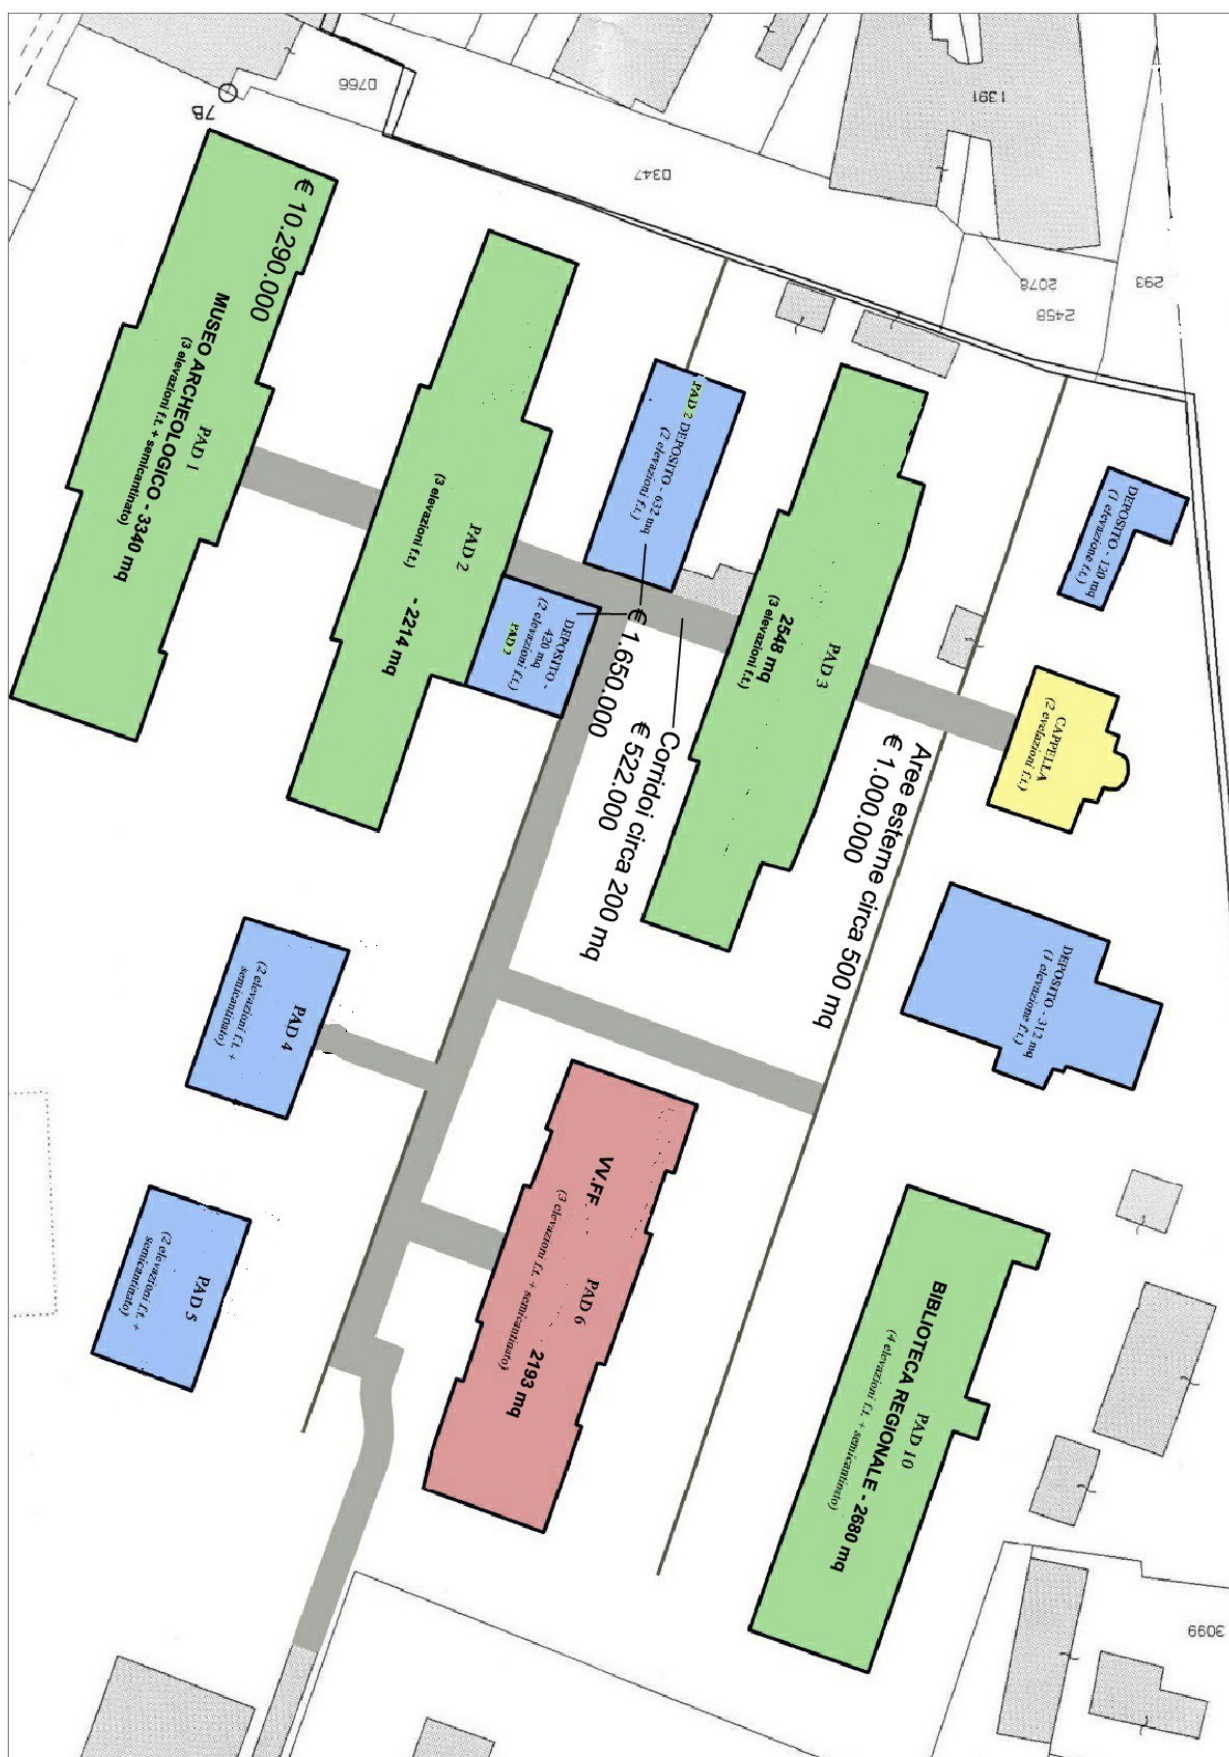 7B
D766
D347
1391
2078
2458
293
3099
€ 10.290.000
PAD 1
MUSEO ARCHEOLOGICO - 3340 mq
(3 elevazioni f.t. + semicantinato)
PAD 2
(3 elevazioni f.t.)
- 2214 mq
PAD 2 DEPOSITO - 632 mq
(2 elevazioni f.t.)
DEPOSITO -
420 mq
(2 elevazioni f.t.)
PAD 2
€ 1.650.000
Corridoi circa 200 mq
€ 522.000
PAD 3
2548 mq
(3 elevazioni f.t.)
Aree esterne circa 500 mq
€ 1.000.000
DEPOSITO - 120 mq
(1 elevazione f.t.)
CAPPELLA
(2 evelazioni f.t.)
DEPOSITO - 312 mq
(1 elevazione f.t.)
PAD 4
(2 elevazioni f.t. +
semicantinato)
PAD 5
(2 elevazioni f.t. +
semicantinato)
VV.FF.
PAD 6
(3 elevazioni f.t. + semicantinato)
2193 mq
PAD 10
BIBLIOTECA REGIONALE - 2680 mq
(4 elevazioni f.t. + semicantinato)